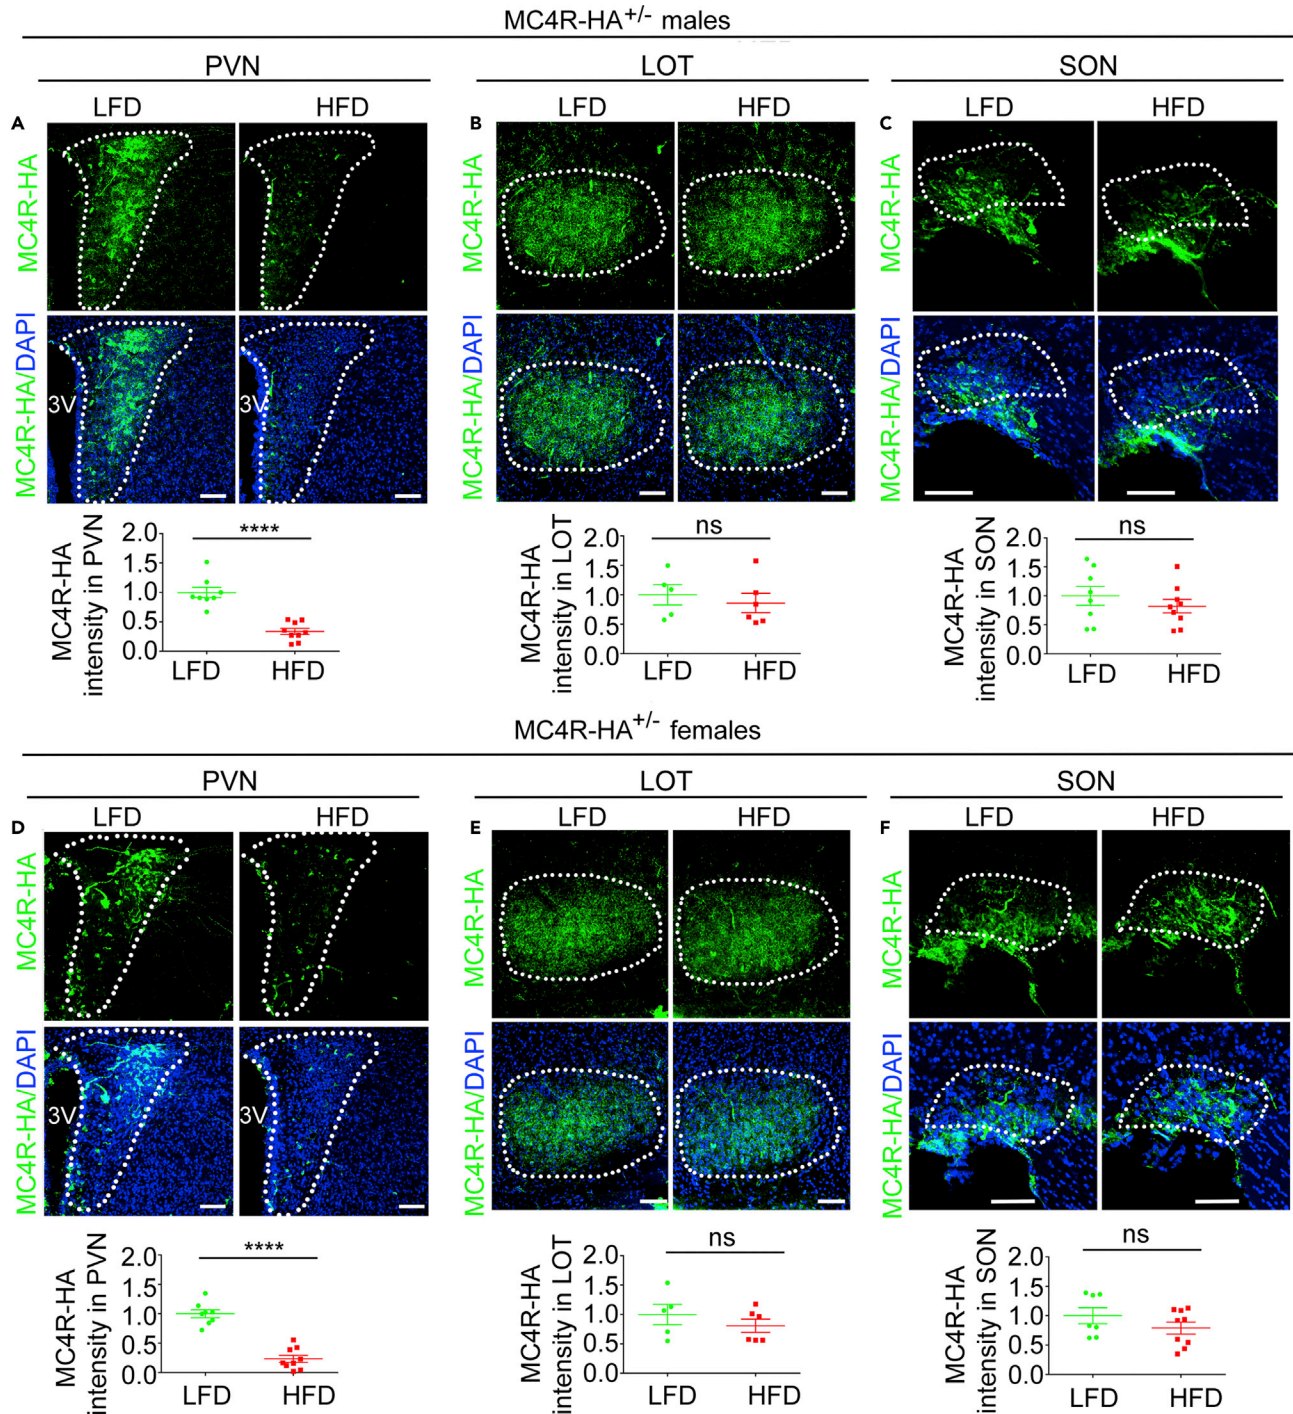 MC4R-HA+/- males
PVN
LOT
SON
LFD
HFD
LFD
HFD
LFD
HFD
A
B
C
MC4R-HA
MC4R-HA
MC4R-HA
MC4R-HA/DAPI
3V
3V
MC4R-HA/DAPI
MC4R-HA/DAPI
MC4R-HA
intensity in PVN
2.0
1.5
1.0
0.5
0.0
****
LFD
HFD
MC4R-HA
intensity in LOT
2.0
1.5
1.0
0.5
0.0
ns
LFD
HFD
MC4R-HA
intensity in SON
2.0
1.5
1.0
0.5
0.0
ns
LFD
HFD
MC4R-HA+/- females
PVN
LOT
SON
LFD
HFD
LFD
HFD
LFD
HFD
D
E
F
MC4R-HA
MC4R-HA
MC4R-HA
MC4R-HA/DAPI
3V
3V
MC4R-HA/DAPI
MC4R-HA/DAPI
MC4R-HA
intensity in PVN
2.0
1.5
1.0
0.5
0.0
****
LFD
HFD
MC4R-HA
intensity in LOT
2.0
1.5
1.0
0.5
0.0
ns
LFD
HFD
MC4R-HA
intensity in SON
2.0
1.5
1.0
0.5
0.0
ns
LFD
HFD